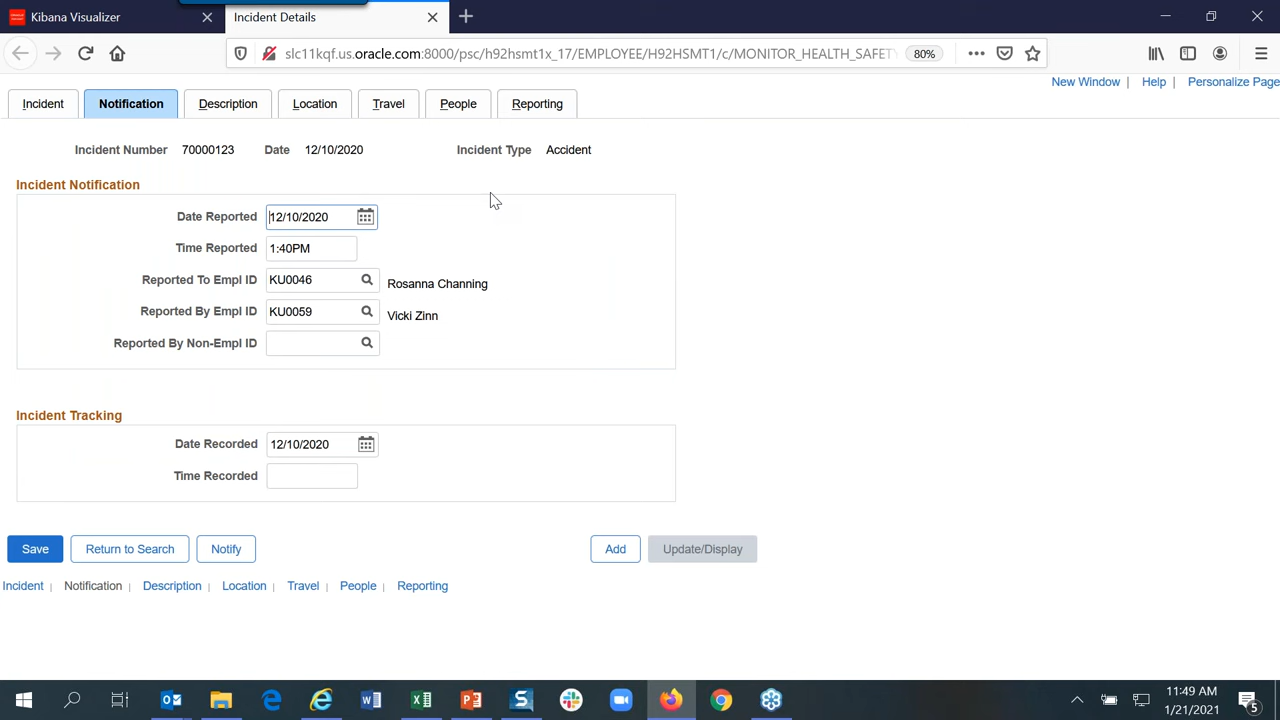 Kibana Visualizer
Incident Details
slc11kqf.us.oracle.com:8000/psc/h92hsmt1x_17/EMPLOYEE/H92HSMT1/c/MONITOR_HEALTH_SAFETY
80%
New Window | Help | Personalize Page
Incident Notification Description Location Travel People Reporting
Incident Number 70000123 Date 12/10/2020 Incident Type Accident
Incident Notification
Date Reported 12/10/2020
Time Reported 1:40PM
Reported To Empl ID KU0046 Rosanna Channing
Reported By Empl ID KU0059 Vicki Zinn
Reported By Non-Empl ID
Incident Tracking
Date Recorded 12/10/2020
Time Recorded
Save Return to Search Notify Add Update/Display
Incident | Notification | Description | Location | Travel | People | Reporting
11:49 AM
1/21/2021
5